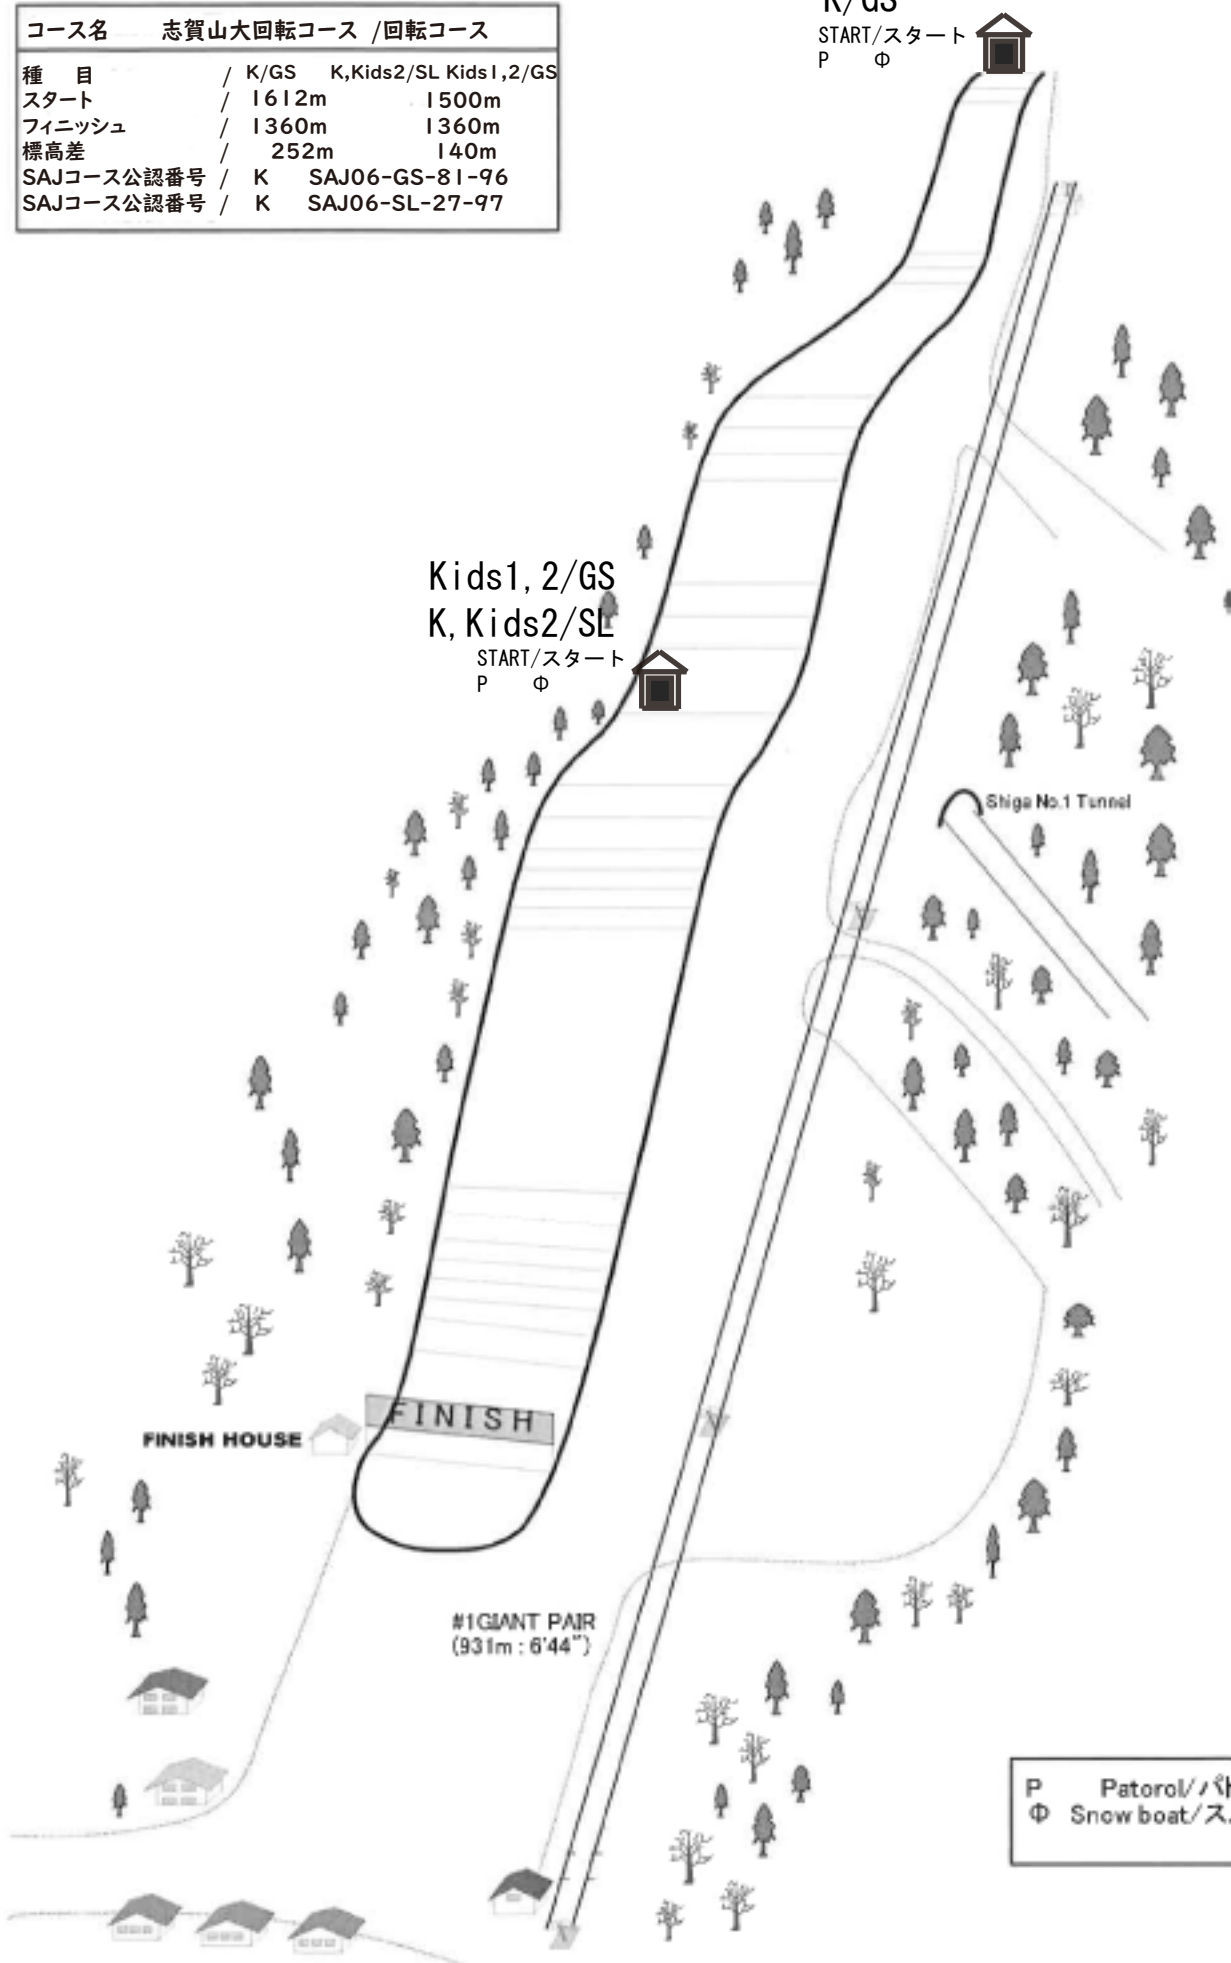 コース名 志賀山大回転コース /回転コース
種 目 / K/GS K,Kids2/SL Kids1,2/GS
スタート / 1612m 1500m
フィニッシュ / 1360m 1360m
標高差 / 252m 140m
SAJコース公認番号 / K SAJ06-GS-81-96
SAJコース公認番号 / K SAJ06-SL-27-97
K/GS
START/スタート
P Φ
Kids1,2/GS
K,Kids2/SL
START/スタート
P Φ
Shiga No.1 Tunnel
FINISH
FINISH HOUSE
#1GIANT PAIR
(931m : 6'44")
P Patorol/パト
Φ Snow boat/ス